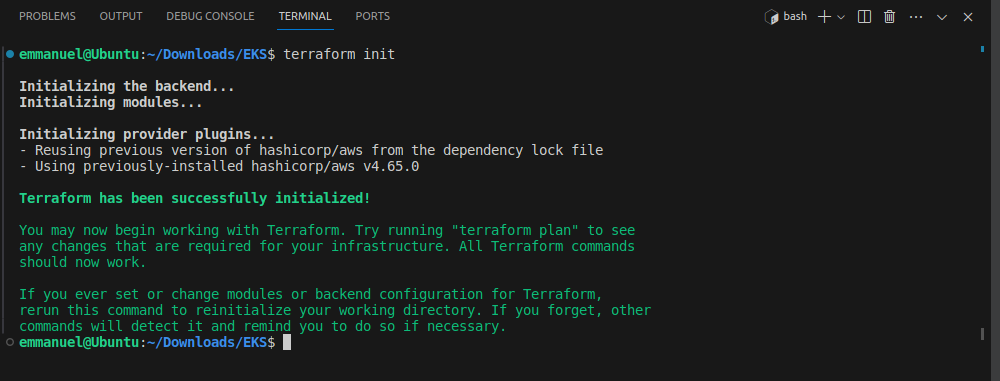 PROBLEMS OUTPUT DEBUG CONSOLE TERMINAL PORTS bash
emmanuel@Ubuntu:~/Downloads/EKS$ terraform init
Initializing the backend...
Initializing modules...
Initializing provider plugins...
- Reusing previous version of hashicorp/aws from the dependency lock file
- Using previously-installed hashicorp/aws v4.65.0
Terraform has been successfully initialized!
You may now begin working with Terraform. Try running "terraform plan" to see
any changes that are required for your infrastructure. All Terraform commands
should now work.
If you ever set or change modules or backend configuration for Terraform,
rerun this command to reinitialize your working directory. If you forget, other
commands will detect it and remind you to do so if necessary.
emmanuel@Ubuntu:~/Downloads/EKS$